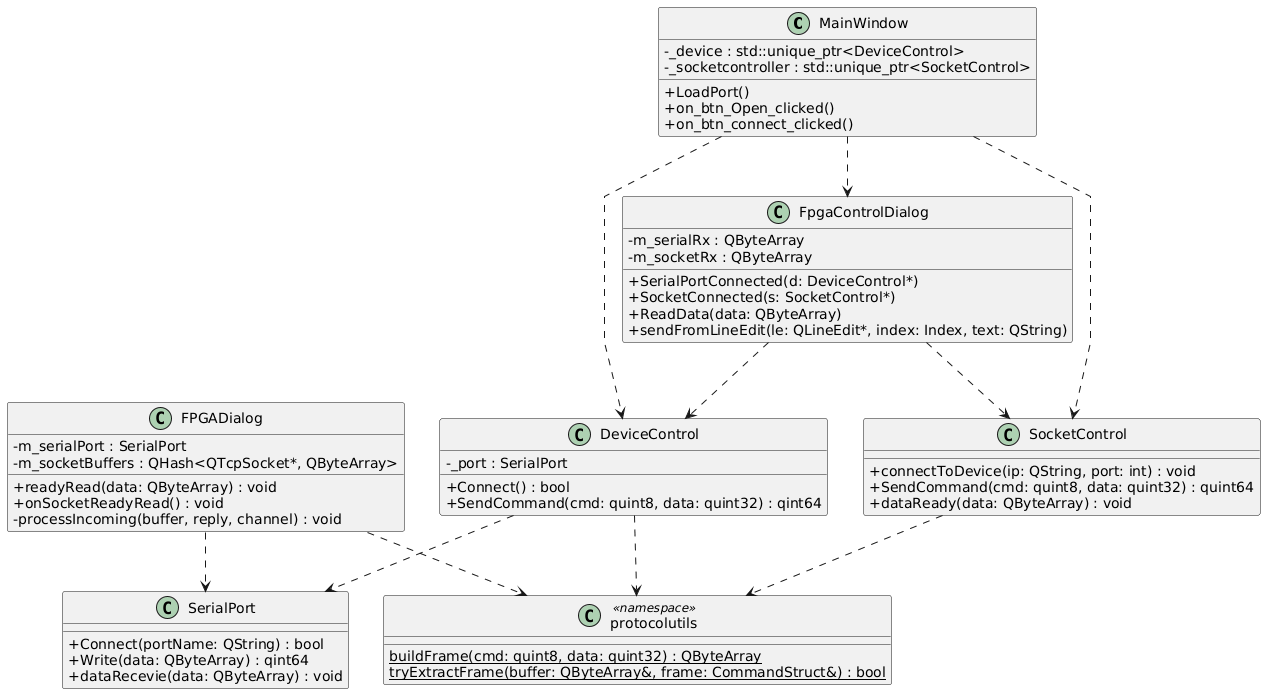 C MainWindow
-_device : std::unique_ptr<DeviceControl>
-_socketcontroller : std::unique_ptr<SocketControl>
+LoadPort()
+on_btn_Open_clicked()
+on_btn_connect_clicked()
C FpgaControlDialog
-m_serialRx : QByteArray
-m_socketRx : QByteArray
+SerialPortConnected(d: DeviceControl*)
+SocketConnected(s: SocketControl*)
+ReadData(data: QByteArray)
+sendFromLineEdit(le: QLineEdit*, index: Index, text: QString)
C FPGADialog
-m_serialPort : SerialPort
-m_socketBuffers : QHash<QTcpSocket*, QByteArray>
+readyRead(data: QByteArray) : void
+onSocketReadyRead() : void
-processIncoming(buffer, reply, channel) : void
C DeviceControl
-_port : SerialPort
+Connect() : bool
+SendCommand(cmd: quint8, data: quint32) : qint64
C SocketControl
+connectToDevice(ip: QString, port: int) : void
+SendCommand(cmd: quint8, data: quint32) : quint64
+dataReady(data: QByteArray) : void
C SerialPort
+Connect(portName: QString) : bool
+Write(data: QByteArray) : qint64
+dataRecevie(data: QByteArray) : void
C «namespace»
protocolutils
buildFrame(cmd: quint8, data: quint32) : QByteArray
tryExtractFrame(buffer: QByteArray&, frame: CommandStruct&) : bool